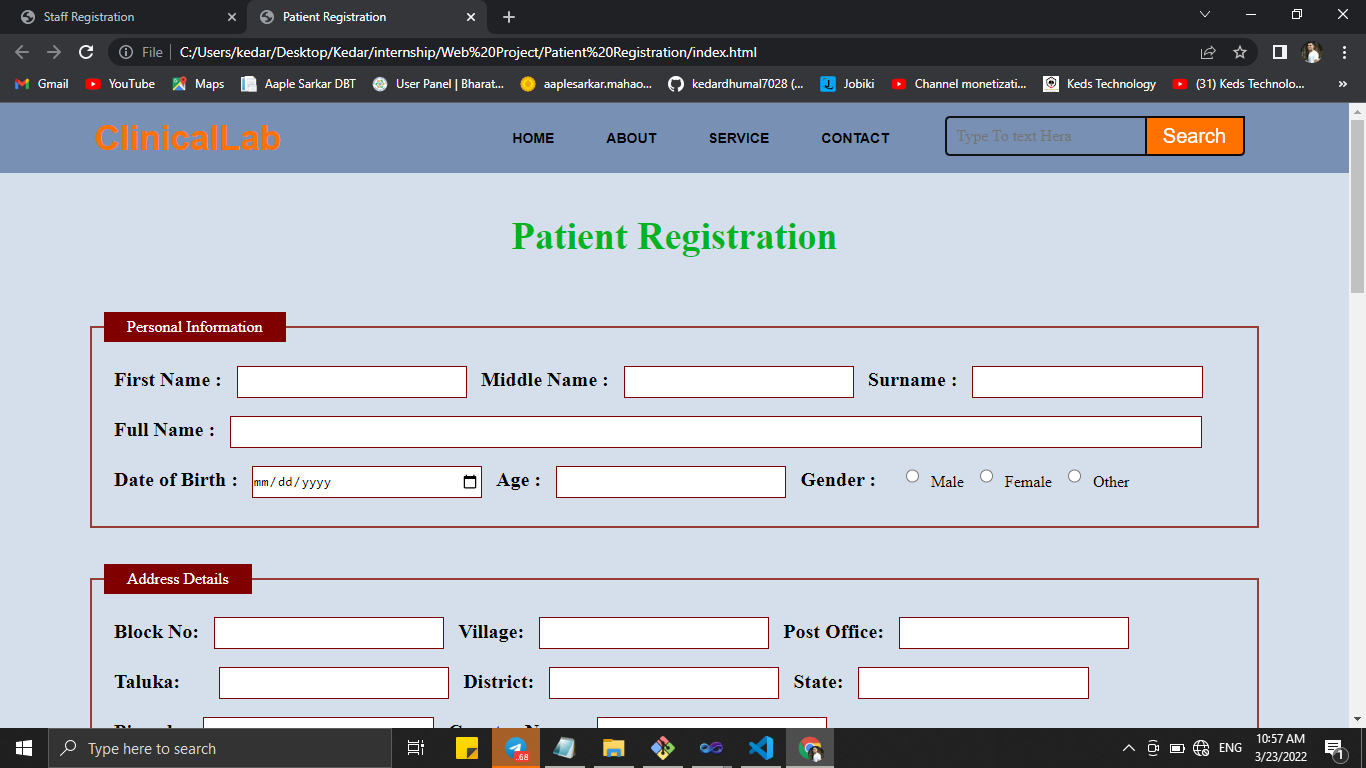 Staff Registration
Patient Registration
File
C:/Users/kedar/Desktop/Kedar/internship/Web%20Project/Patient%20Registration/index.html
Gmail YouTube Maps Aaple Sarkar DBT User Panel | Bharat... aaplesarkar.mahao... kedardhumal7028 (... Jobiki Channel monetizati... Keds Technology (31) Keds Technolo... »
ClinicalLab HOME ABOUT SERVICE CONTACT Type To text Hera Search
Patient Registration
Personal Information
First Name : Middle Name : Surname :
Full Name :
Date of Birth : mm/dd/yyyy Age : Gender : Male Female Other
Address Details
Block No: Village: Post Office:
Taluka: District: State:
Type here to search
.68
ENG
10:57 AM
3/23/2022
1